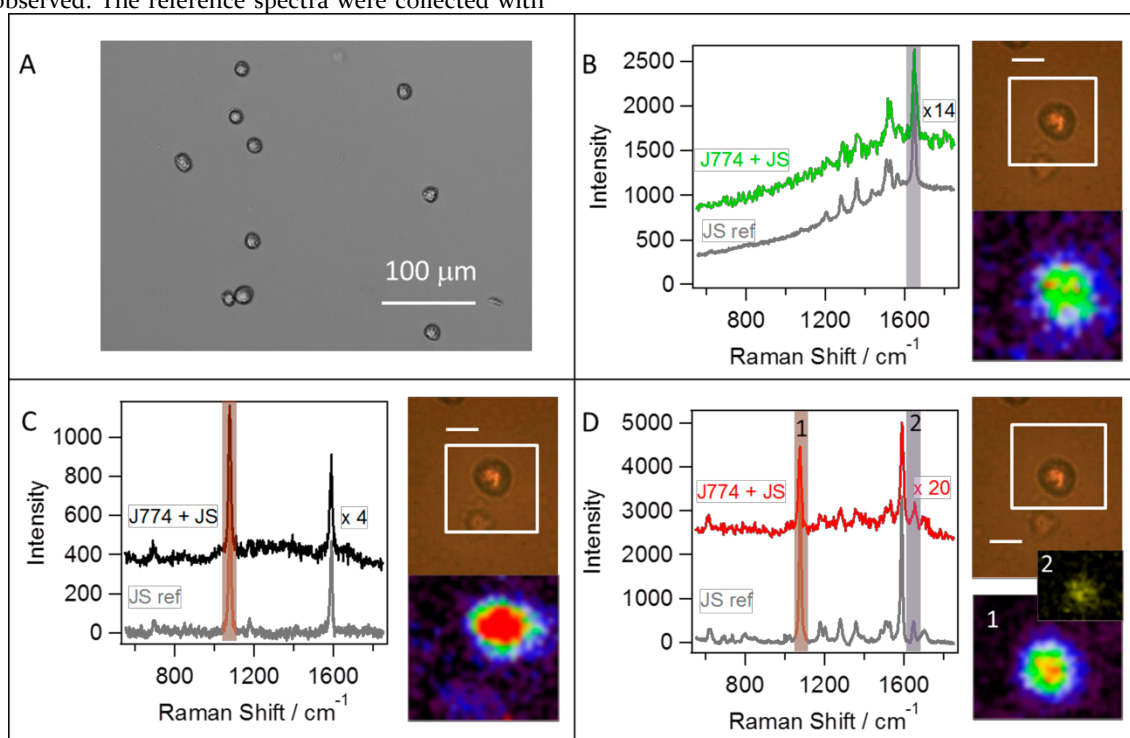 observed. The reference spectra were collected with
A
100 μm
B
2500
2000
1500
1000
500
0
Intensity
x14
J774 + JS
JS ref
800
1200
1600
Raman Shift / cm⁻¹
C
1000
800
600
400
200
0
Intensity
J774 + JS
x 4
JS ref
800
1200
1600
Raman Shift / cm⁻¹
D
5000
4000
3000
2000
1000
0
Intensity
1
2
J774 + JS
x 20
JS ref
800
1200
1600
Raman Shift / cm⁻¹
2
1